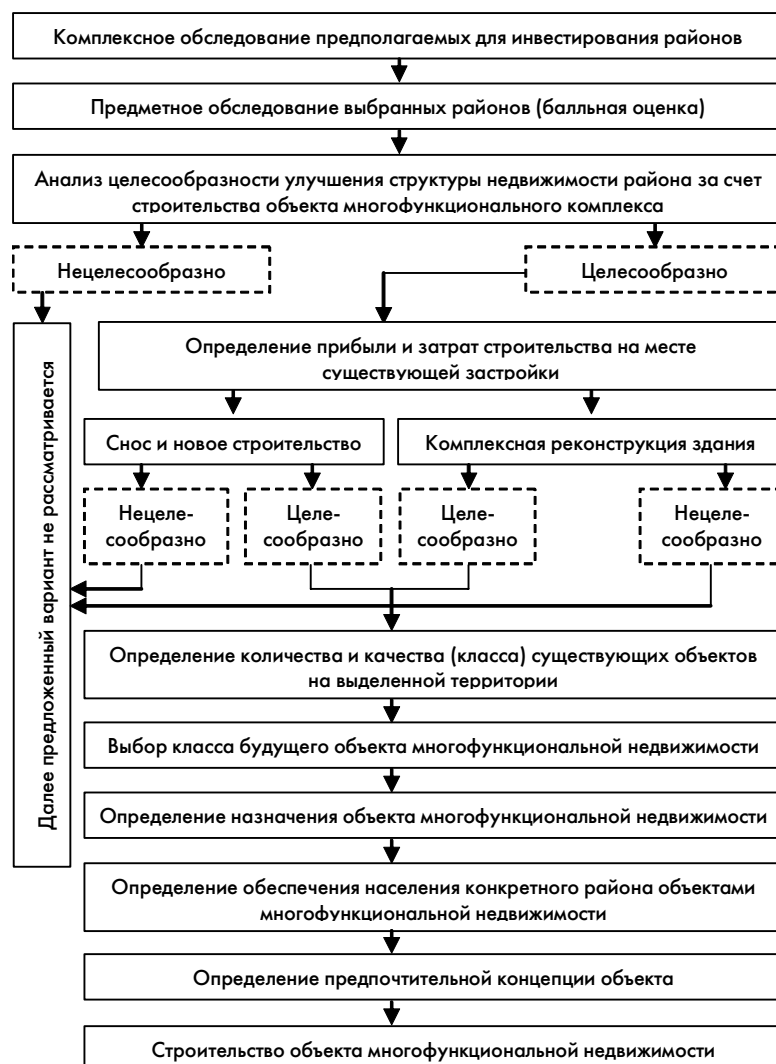 Комплексное обследование предполагаемых для инвестирования районов
Предметное обследование выбранных районов (балльная оценка)
Анализ целесообразности улучшения структуры недвижимости района за счет
строительства объекта многофункционального комплекса
Нецелесообразно
Целесообразно
Далее предложенный вариант не рассматривается
Определение прибыли и затрат строительства на месте
существующей застройки
Снос и новое строительство
Комплексная реконструкция здания
Нецеле-
сообразно
Целе-
сообразно
Целе-
сообразно
Нецеле-
сообразно
Определение количества и качества (класса) существующих объектов
на выделенной территории
Выбор класса будущего объекта многофункциональной недвижимости
Определение назначения объекта многофункциональной недвижимости
Определение обеспечения населения конкретного района объектами
многофункциональной недвижимости
Определение предпочтительной концепции объекта
Строительство объекта многофункциональной недвижимости